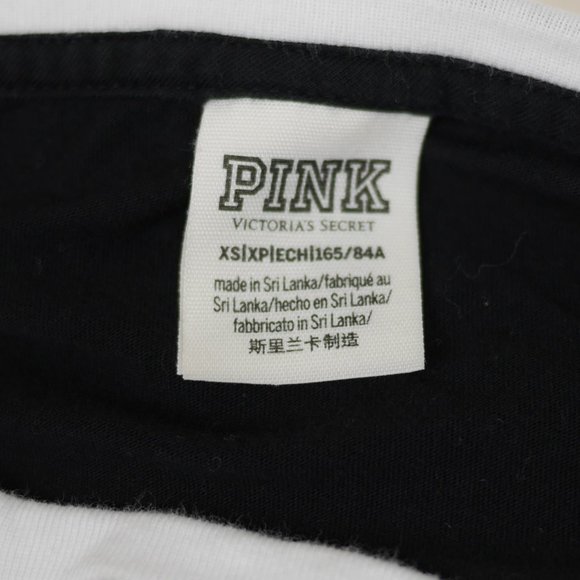 PINK
VICTORIA'S SECRET
XS|XP|ECH|165/84A
made in Sri Lanka/fabriqué au
Sri Lanka/hecho en Sri Lanka/
fabbricato in Sri Lanka/
斯里兰卡制造